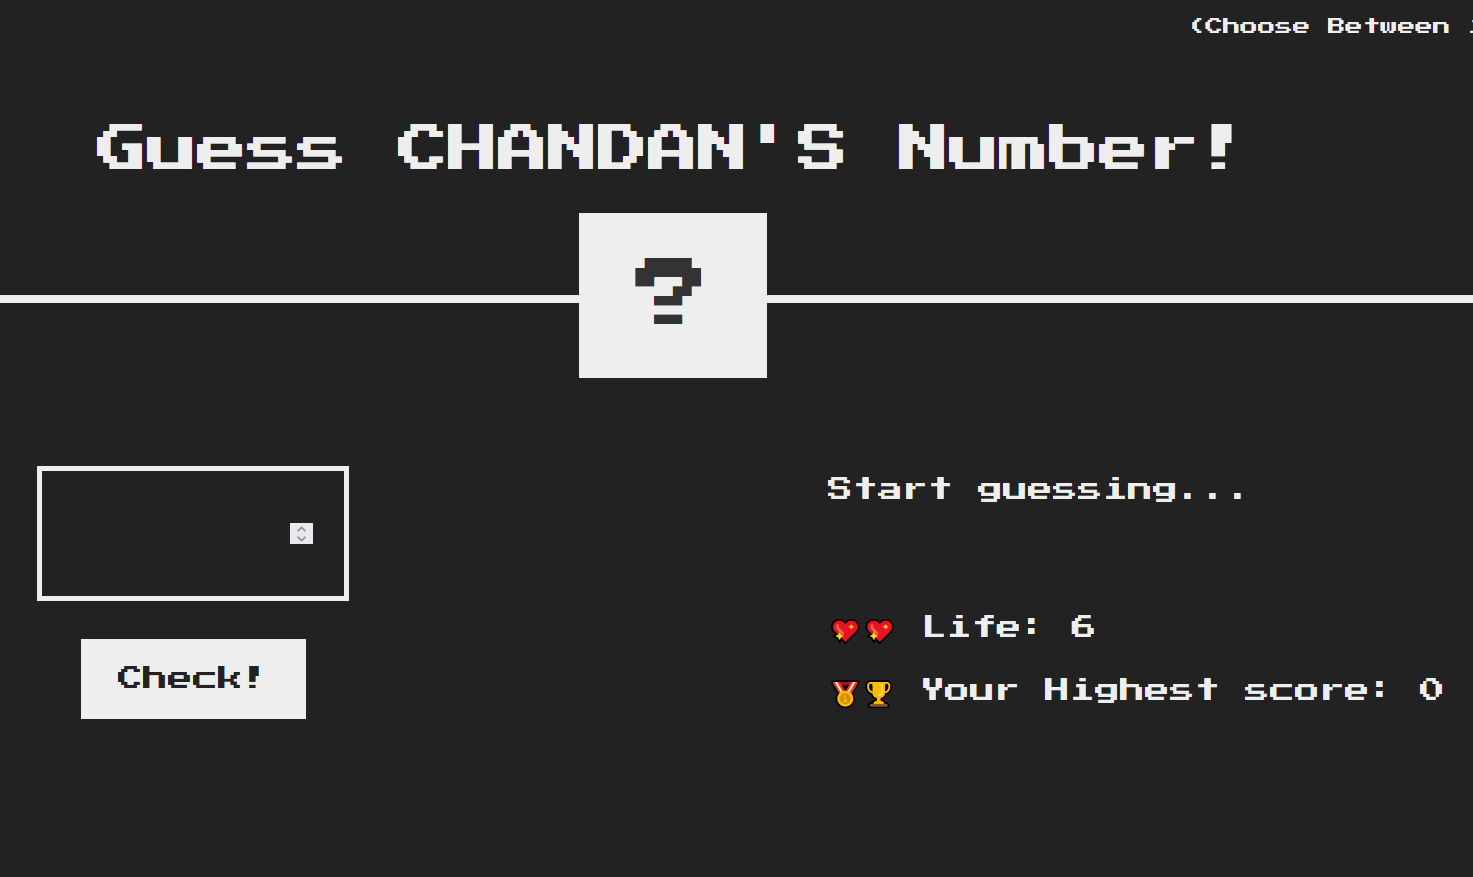 (Choose Between
Guess CHANDAN'S Number!
?
Start guessing...
💖💖 Life: 6
Check!
🥇🏆 Your Highest score: 0